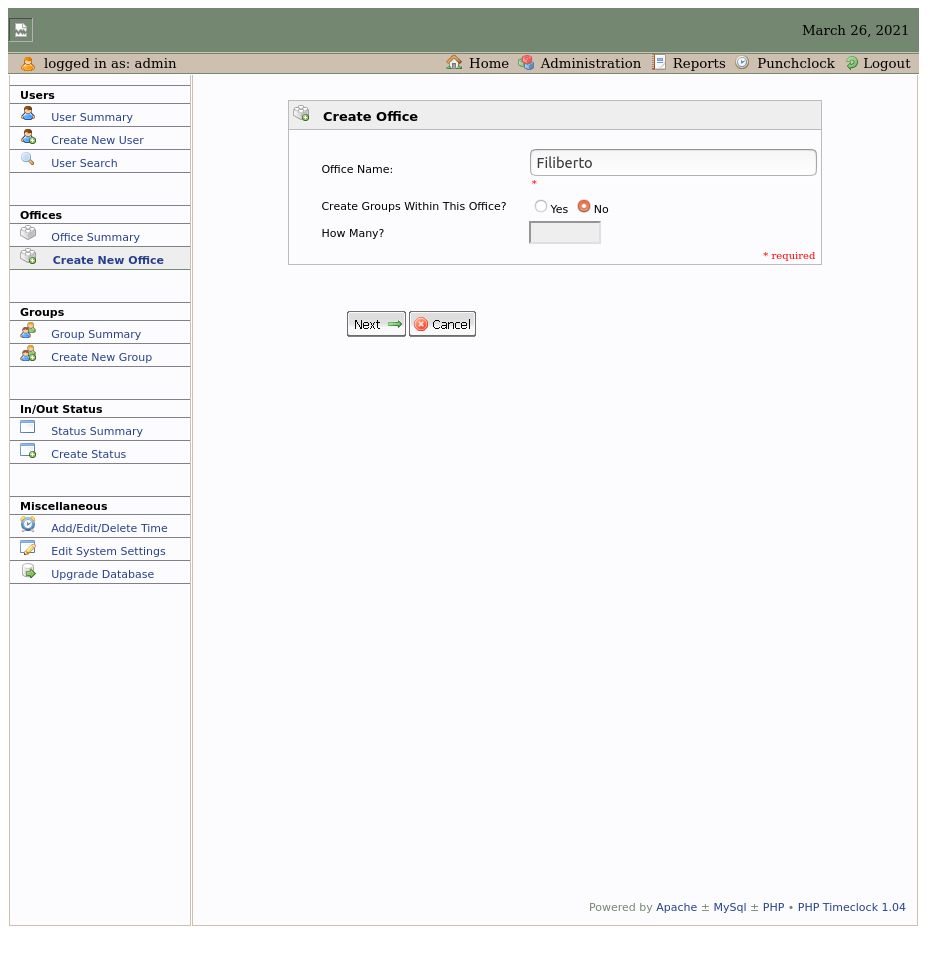 March 26, 2021
logged in as: admin
Home Administration Reports Punchclock Logout
Users
User Summary
Create New User
User Search
Offices
Office Summary
Create New Office
Groups
Group Summary
Create New Group
In/Out Status
Status Summary
Create Status
Miscellaneous
Add/Edit/Delete Time
Edit System Settings
Upgrade Database
Create Office
Office Name: Filiberto
*
Create Groups Within This Office? Yes No
How Many?
* required
Next Cancel
Powered by Apache ± MySql ± PHP • PHP Timeclock 1.04